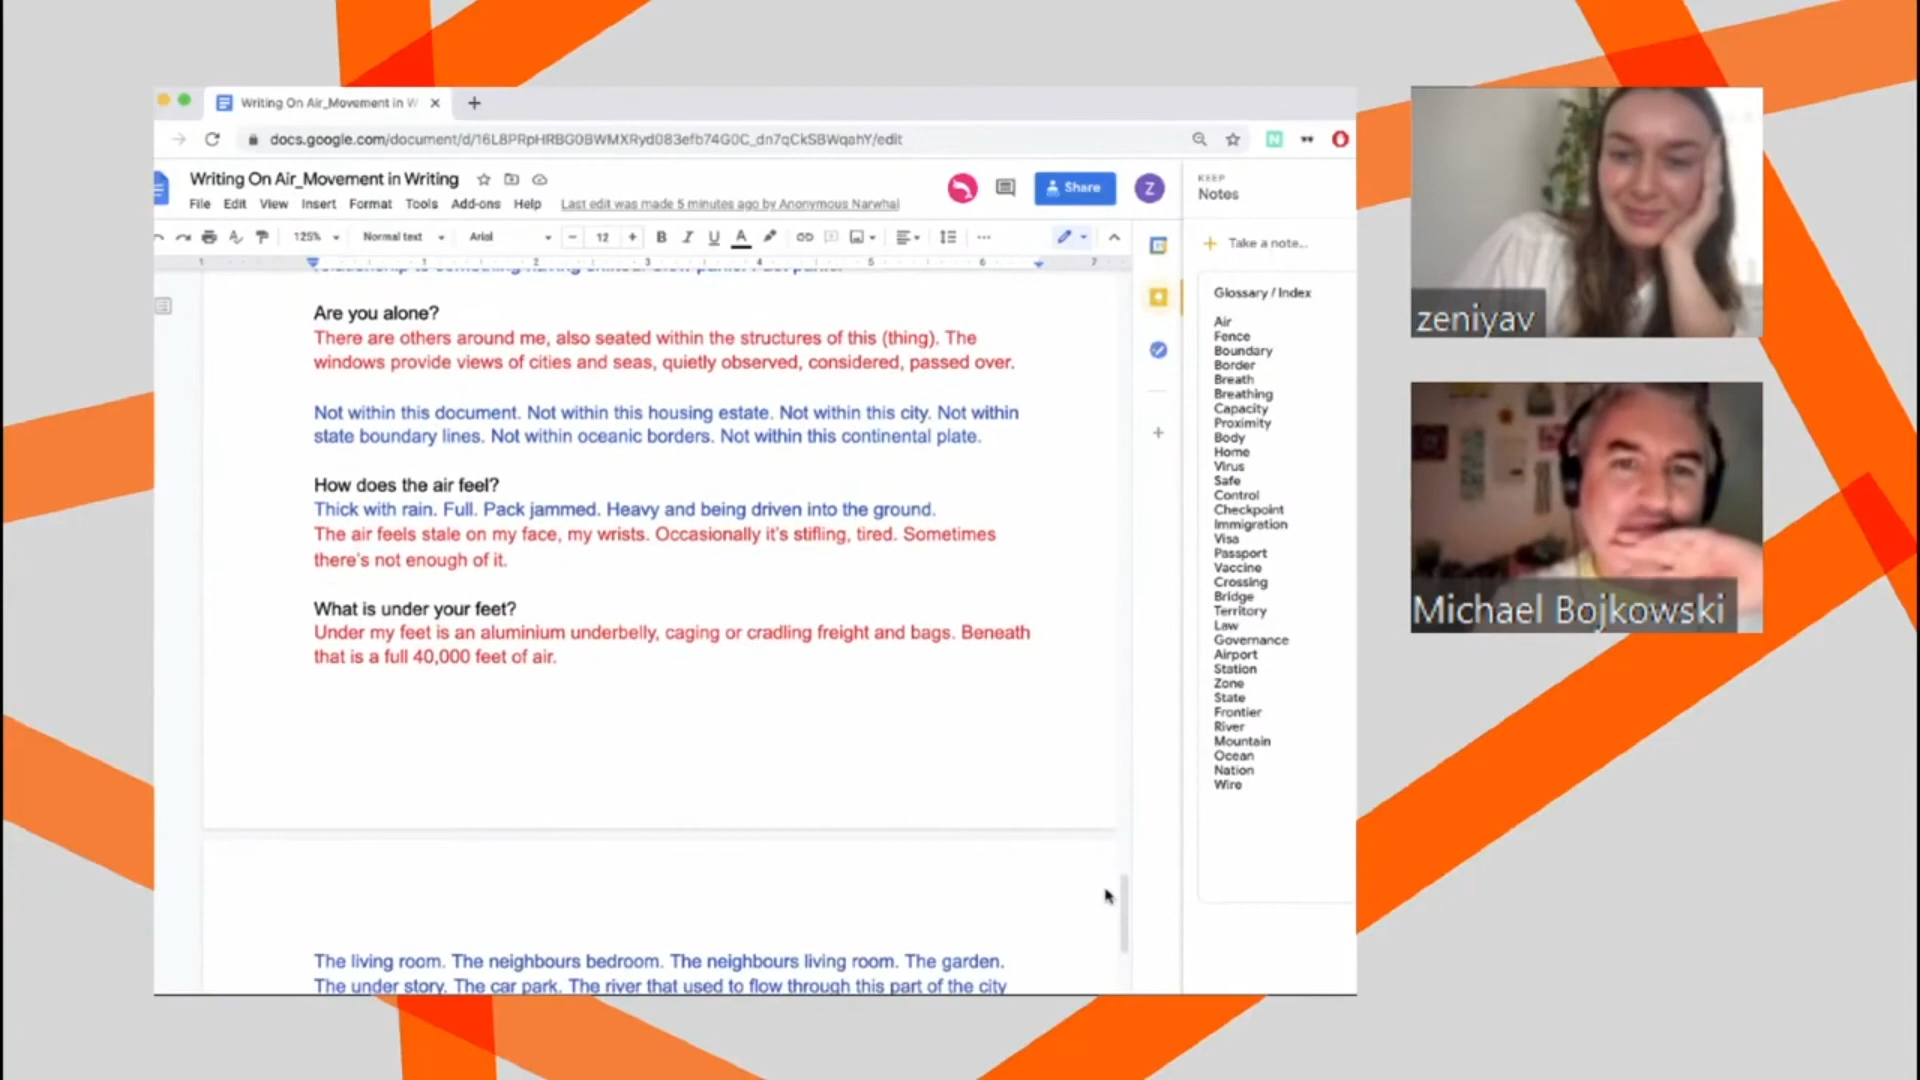 Writing On Air_Movement in W
docs.google.com/document/d/16L8PRpHRBG0BWMXRyd083efb74G0C_dn7qCkSBWqahY/edit
Writing On Air_Movement in Writing
File Edit View Insert Format Tools Add-ons Help Last edit was made 5 minutes ago by Anonymous Narwhal
Share
Z
KEEP
Notes
125% Normal text Arial 12 B I U A
Take a note...
1 1 2 3 4 5 6 7
Are you alone?
There are others around me, also seated within the structures of this (thing). The
windows provide views of cities and seas, quietly observed, considered, passed over.
Not within this document. Not within this housing estate. Not within this city. Not within
state boundary lines. Not within oceanic borders. Not within this continental plate.
How does the air feel?
Thick with rain. Full. Pack jammed. Heavy and being driven into the ground.
The air feels stale on my face, my wrists. Occasionally it's stifling, tired. Sometimes
there's not enough of it.
What is under your feet?
Under my feet is an aluminium underbelly, caging or cradling freight and bags. Beneath
that is a full 40,000 feet of air.
The living room. The neighbours bedroom. The neighbours living room. The garden.
The under story. The car park. The river that used to flow through this part of the city
Glossary / Index
Air
Fence
Boundary
Border
Breath
Breathing
Capacity
Proximity
Body
Home
Virus
Safe
Control
Checkpoint
Immigration
Visa
Passport
Vaccine
Crossing
Bridge
Territory
Law
Governance
Airport
Station
Zone
State
Frontier
River
Mountain
Ocean
Nation
Wire
zeniyav
Michael Bojkowski